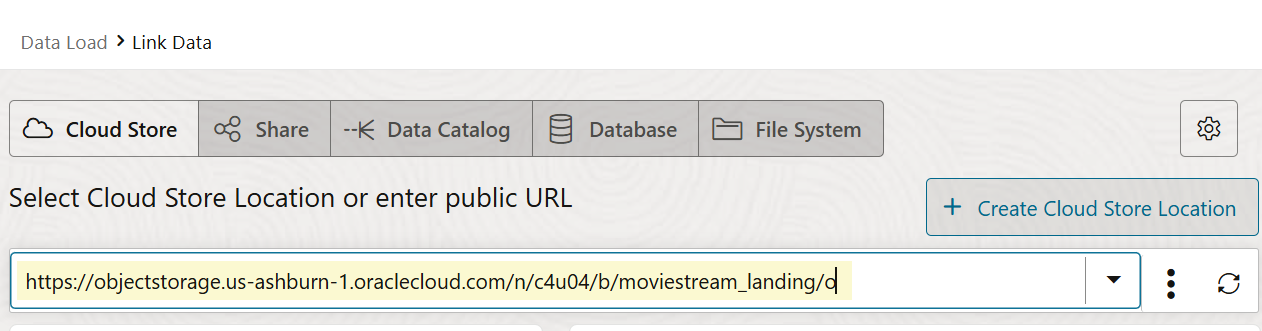 Data Load > Link Data
Cloud Store Share Data Catalog Database File System
Select Cloud Store Location or enter public URL
+ Create Cloud Store Location
https://objectstorage.us-ashburn-1.oraclecloud.com/n/c4u04/b/moviestream_landing/o